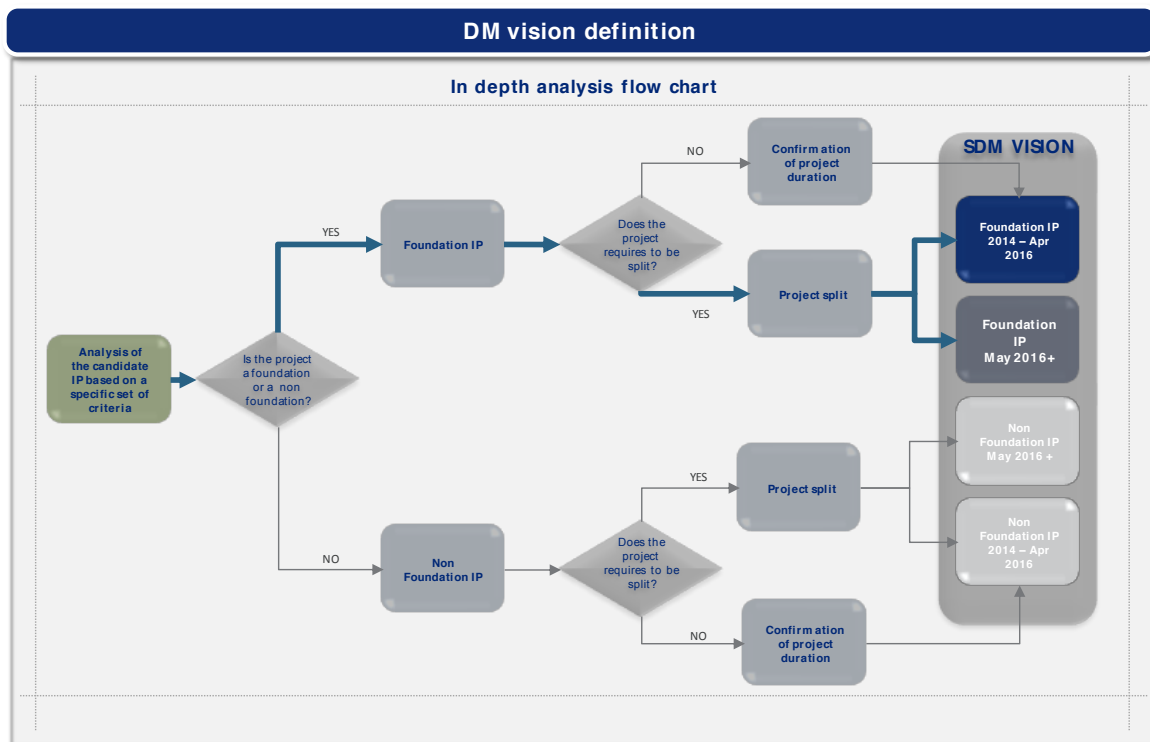 DM vision definition
In depth analysis flow chart
SDM VISION
NO
Confirmation
of project
duration
YES
Foundation IP
Does the
project
requires to be
split?
Foundation IP
2014 – Apr
2016
YES
Project split
Foundation
IP
May 2016+
Analysis of
the candidate
IP based on a
specific set of
criteria
Is the project
a foundation
or a non
foundation?
Non
Foundation IP
May 2016 +
YES
Project split
NO
Non
Foundation IP
Does the
project
requires to be
split?
Non
Foundation IP
2014 – Apr
2016
NO
Confirmation
of project
duration